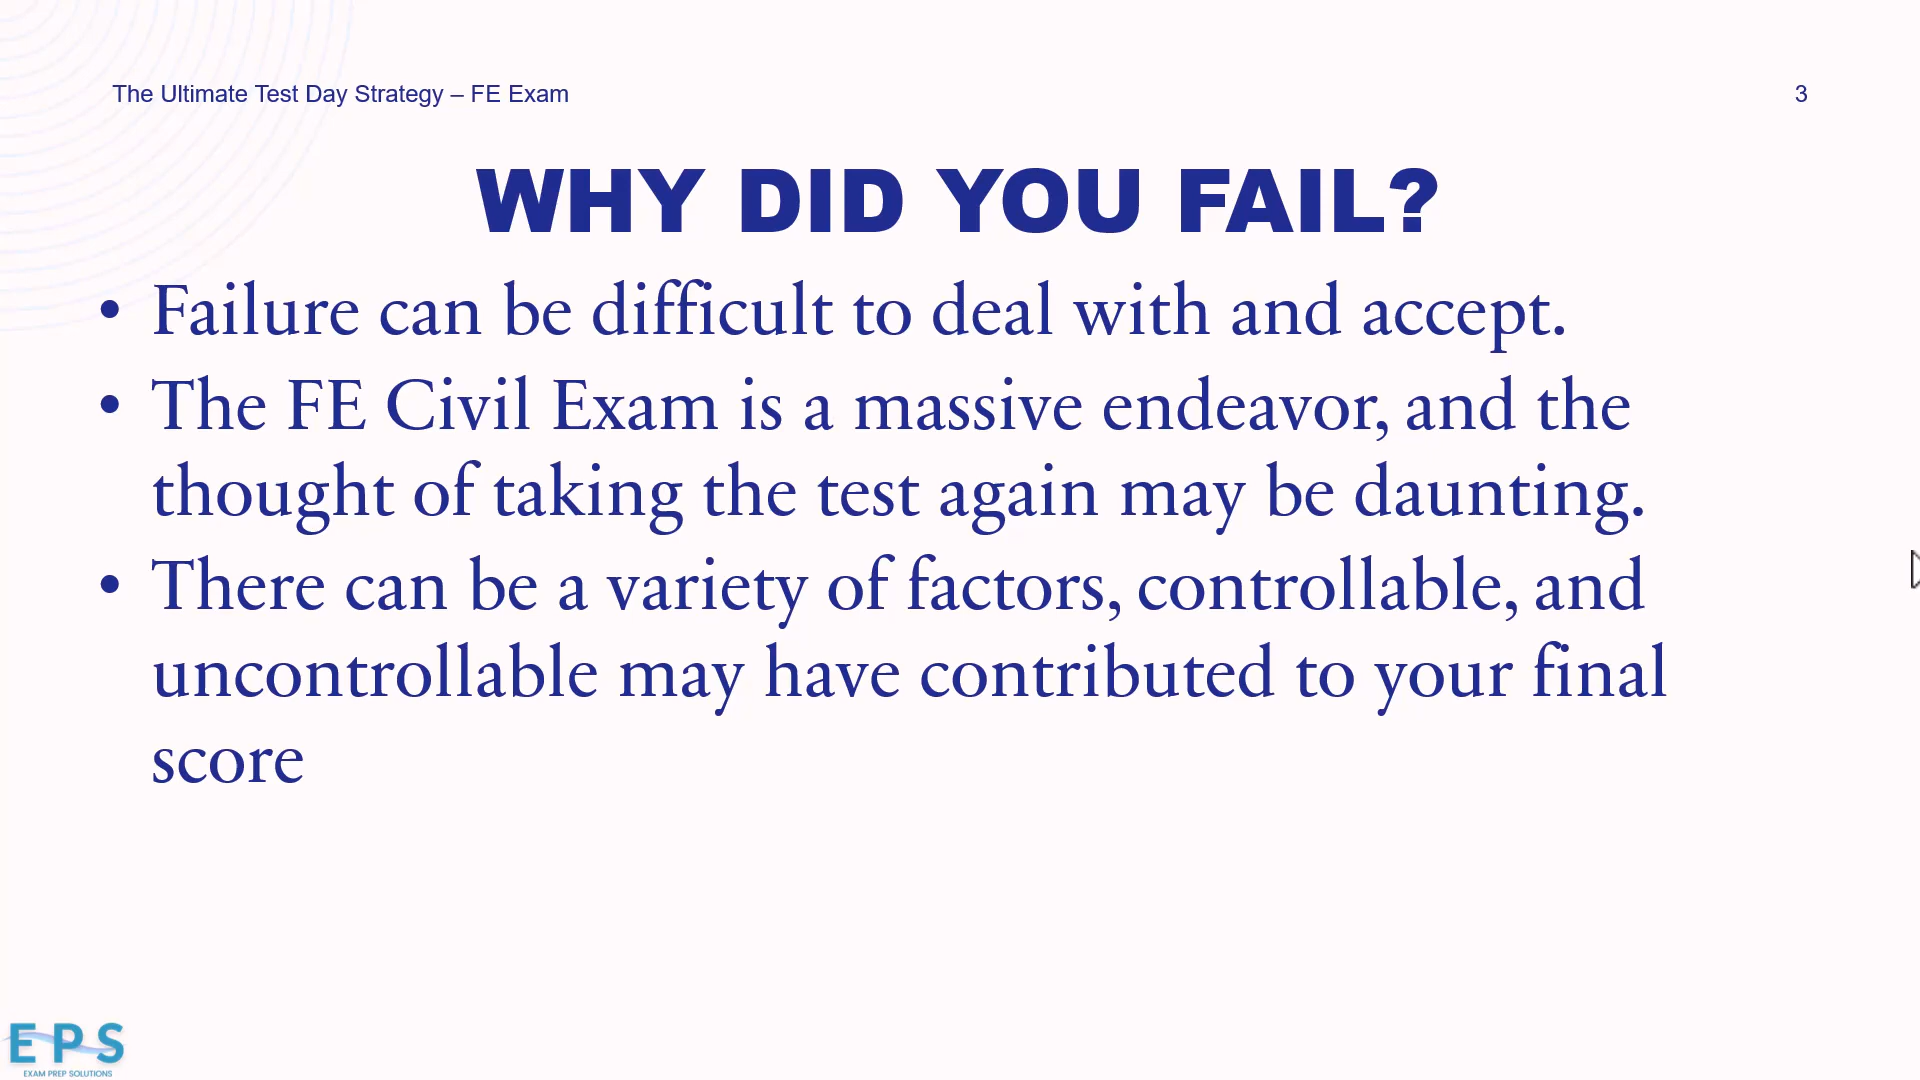 The Ultimate Test Day Strategy – FE Exam
3
WHY DID YOU FAIL?
• Failure can be difficult to deal with and accept.
• The FE Civil Exam is a massive endeavor, and the
thought of taking the test again may be daunting.
• There can be a variety of factors, controllable, and
uncontrollable may have contributed to your final
score
EPS
EXAM PREP SOLUTIONS